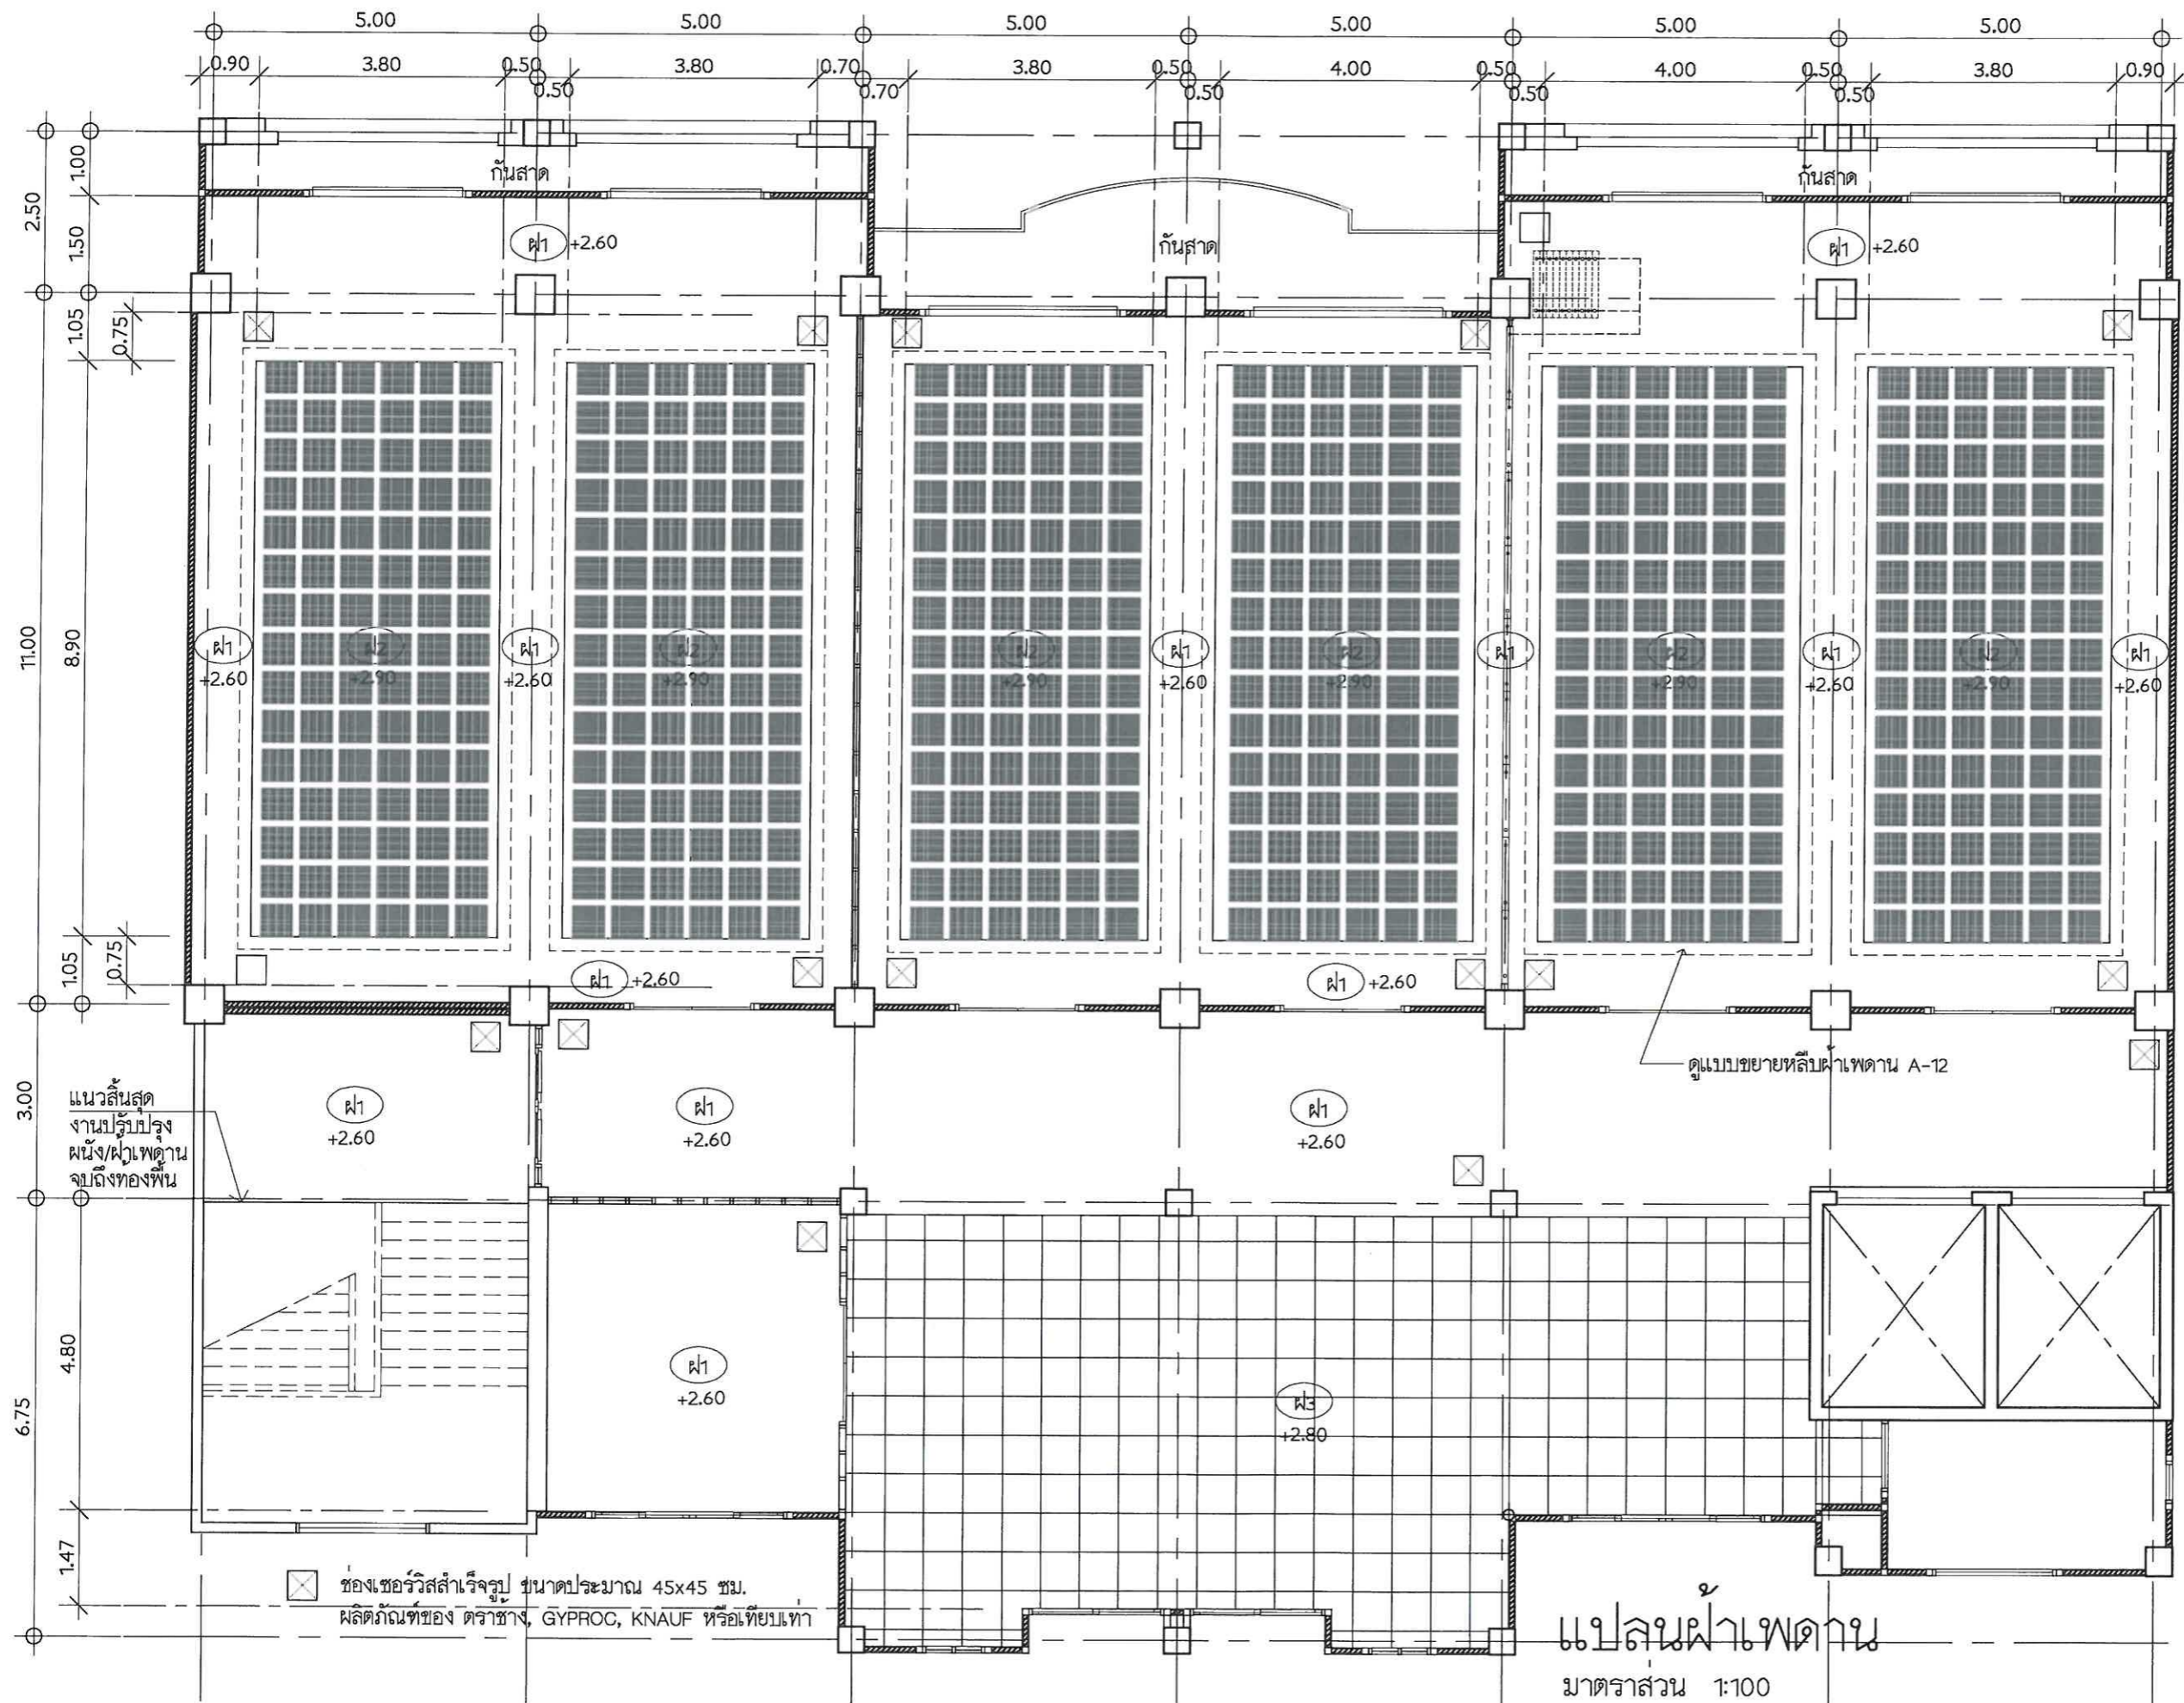 5.00 5.00 5.00 5.00 5.00 5.00
0.90 3.80 0.50 3.80 0.70 3.80 0.50 4.00 0.50 4.00 0.50 3.80 0.90
0.50 0.70 0.50 0.50 0.50
2.50
1.00
กันสาด
กันสาด
1.50
ฝ1 +2.60
กันสาด
ฝ1 +2.60
1.05
0.75
11.00
8.90
ฝ1 ฝ2 ฝ1 ฝ2 ฝ2 ฝ1 ฝ2 ฝ1 ฝ2 ฝ1 ฝ2 ฝ1
+2.60 +2.90 +2.60 +2.90 +2.90 +2.60 +2.90 +2.90 +2.60 +2.90 +2.60
1.05
0.75
ฝ1 +2.60
ฝ1 +2.60
ดูแบบขยายหลืบฝ้าเพดาน A-12
3.00
แนวสิ้นสุด
งานปรับปรุง
ผนัง/ฝ้าเพดาน
จบถึงท้องพื้น
ฝ1
+2.60
ฝ1
+2.60
ฝ1
+2.60
6.75
4.80
ฝ1
+2.60
ฝ3
+2.80
1.47
ช่องเซอร์วิสสำเร็จรูป ขนาดประมาณ 45x45 ซม.
ผลิตภัณฑ์ของ ตราช้าง, GYPROC, KNAUF หรือเทียบเท่า
แปลนฝ้าเพดาน
มาตราส่วน 1:100